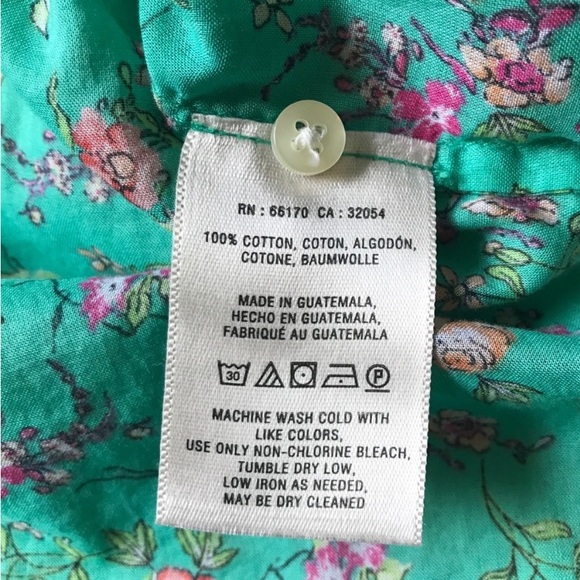 RN : 66170 CA : 32054
100% COTTON, COTON, ALGODÓN,
COTONE, BAUMWOLLE
MADE IN GUATEMALA,
HECHO EN GUATEMALA,
FABRIQUÉ AU GUATEMALA
30 P
MACHINE WASH COLD WITH
LIKE COLORS,
USE ONLY NON-CHLORINE BLEACH,
TUMBLE DRY LOW,
LOW IRON AS NEEDED,
MAY BE DRY CLEANED